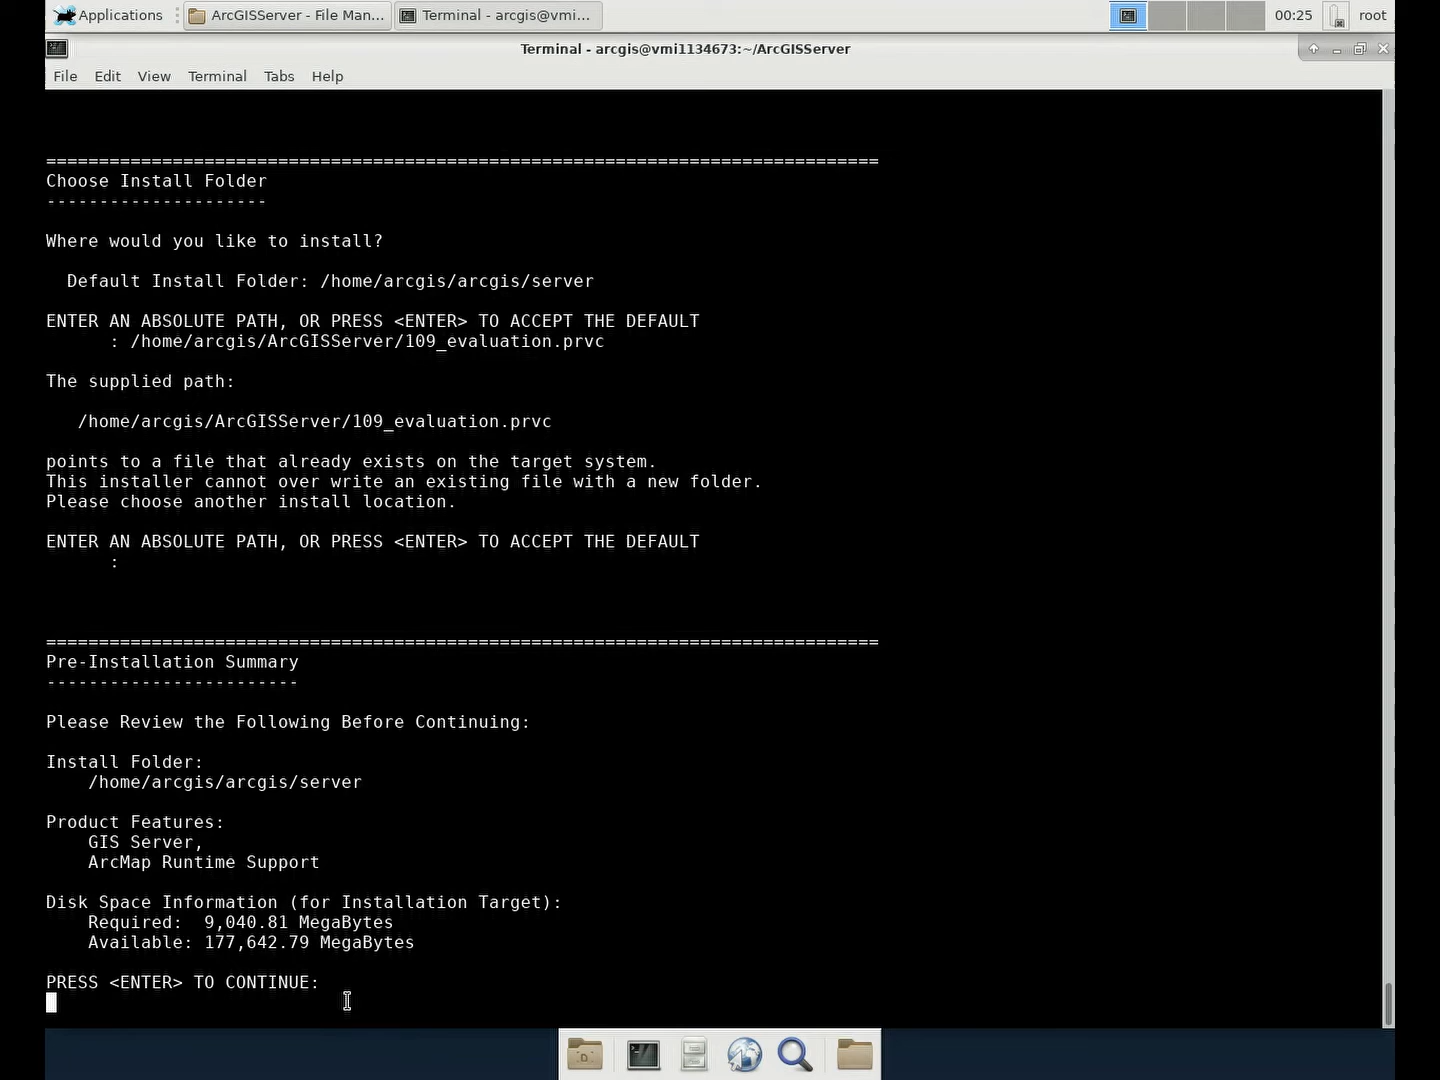 Applications
ArcGISServer - File Man...
Terminal - arcgis@vmi...
00:25
root
Terminal - arcgis@vmi1134673:~/ArcGISServer
File Edit View Terminal Tabs Help
===============================================================================
Choose Install Folder
---------------------
Where would you like to install?
Default Install Folder: /home/arcgis/arcgis/server
ENTER AN ABSOLUTE PATH, OR PRESS <ENTER> TO ACCEPT THE DEFAULT
: /home/arcgis/ArcGISServer/109_evaluation.prvc
The supplied path:
/home/arcgis/ArcGISServer/109_evaluation.prvc
points to a file that already exists on the target system.
This installer cannot over write an existing file with a new folder.
Please choose another install location.
ENTER AN ABSOLUTE PATH, OR PRESS <ENTER> TO ACCEPT THE DEFAULT
:
===============================================================================
Pre-Installation Summary
------------------------
Please Review the Following Before Continuing:
Install Folder:
/home/arcgis/arcgis/server
Product Features:
GIS Server,
ArcMap Runtime Support
Disk Space Information (for Installation Target):
Required:  9,040.81 MegaBytes
Available: 177,642.79 MegaBytes
PRESS <ENTER> TO CONTINUE: